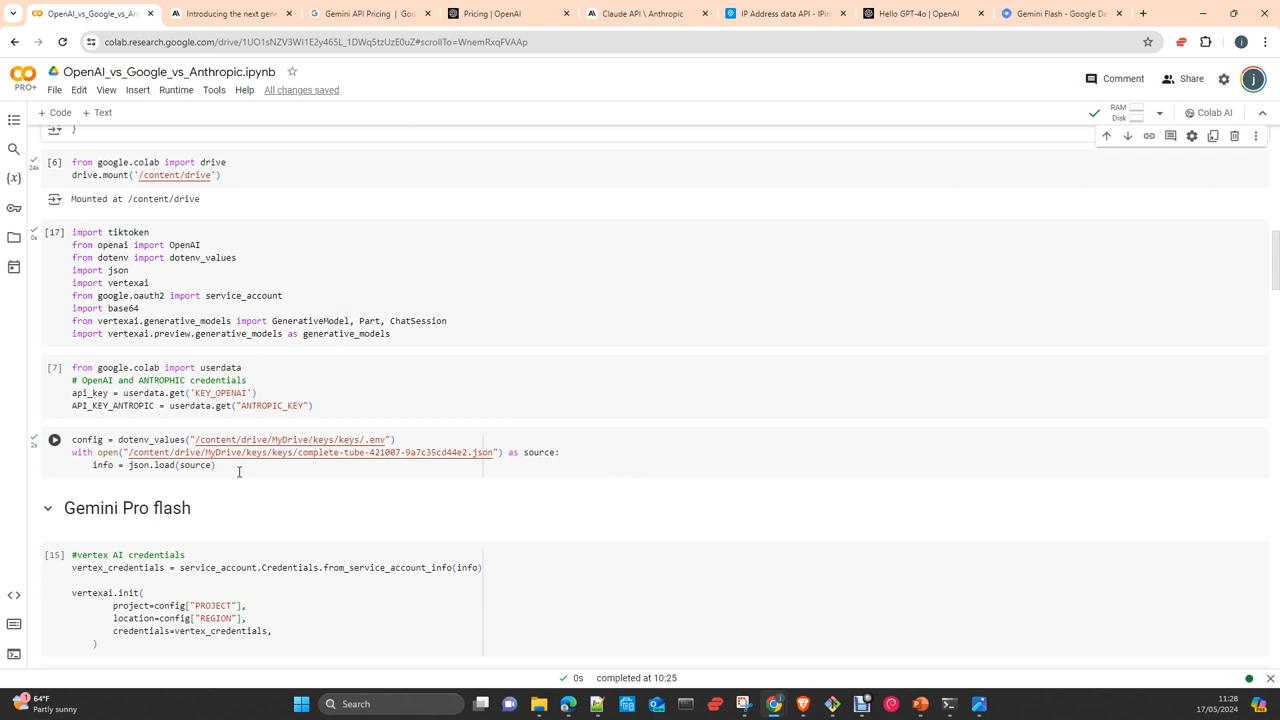 OpenAI_vs_Google_vs_Anth
Introducing the next gene
Gemini API Pricing | Goo
Pricing | OpenAI
Claude API \ Anthropic
IP Address data API - IPin
Hello GPT-4o | OpenAI
Gemini Flash - Google De
colab.research.google.com/drive/1UO1sNZV3WI1E2y465L_1DWq5tzUzE0uZ#scrollTo=WnemRxqFVAAp
CO
PRO+
OpenAI_vs_Google_vs_Anthropic.ipynb
File Edit View Insert Runtime Tools Help All changes saved
Comment
Share
+ Code + Text
RAM
Disk
Colab AI
}
24s
[6] from google.colab import drive
drive.mount('/content/drive')
Mounted at /content/drive
0s
[17] import tiktoken
from openai import OpenAI
from dotenv import dotenv_values
import json
import vertexai
from google.oauth2 import service_account
import base64
from vertexai.generative_models import GenerativeModel, Part, ChatSession
import vertexai.preview.generative_models as generative_models
[7] from google.colab import userdata
# OpenAI and ANTROPHIC credentials
api_key = userdata.get('KEY_OPENAI')
API_KEY_ANTROPIC = userdata.get("ANTROPIC_KEY")
2s
config = dotenv_values("/content/drive/MyDrive/keys/keys/.env")
with open("/content/drive/MyDrive/keys/keys/complete-tube-421007-9a7c35cd44e2.json") as source:
info = json.load(source)
Gemini Pro flash
[15] #vertex AI credentials
vertex_credentials = service_account.Credentials.from_service_account_info(info)
vertexai.init(
project=config["PROJECT"],
location=config["REGION"],
credentials=vertex_credentials,
)
0s completed at 10:25
64°F
Partly sunny
Search
11:28
17/05/2024